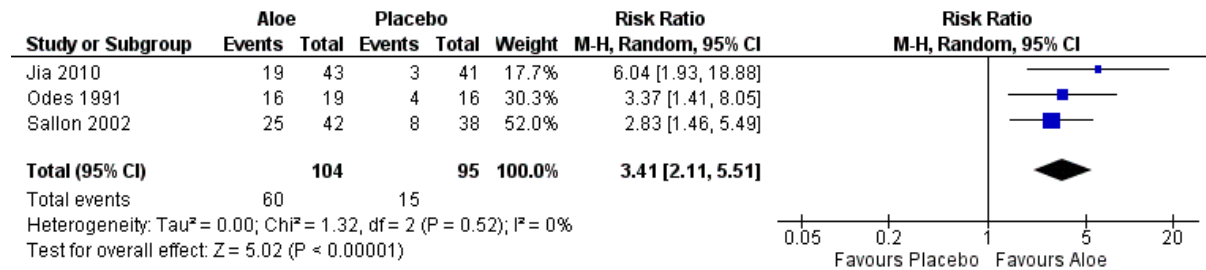 Aloe Placebo Risk Ratio Risk Ratio
Study or Subgroup Events Total Events Total Weight M-H, Random, 95% CI M-H, Random, 95% CI
Jia 2010 19 43 3 41 17.7% 6.04 [1.93, 18.88]
Odes 1991 16 19 4 16 30.3% 3.37 [1.41, 8.05]
Sallon 2002 25 42 8 38 52.0% 2.83 [1.46, 5.49]
Total (95% CI) 104 95 100.0% 3.41 [2.11, 5.51]
Total events 60 15
Heterogeneity: Tau² = 0.00; Chi² = 1.32, df = 2 (P = 0.52); I² = 0%
Test for overall effect: Z = 5.02 (P < 0.00001)
0.05 0.2 1 5 20
Favours Placebo Favours Aloe